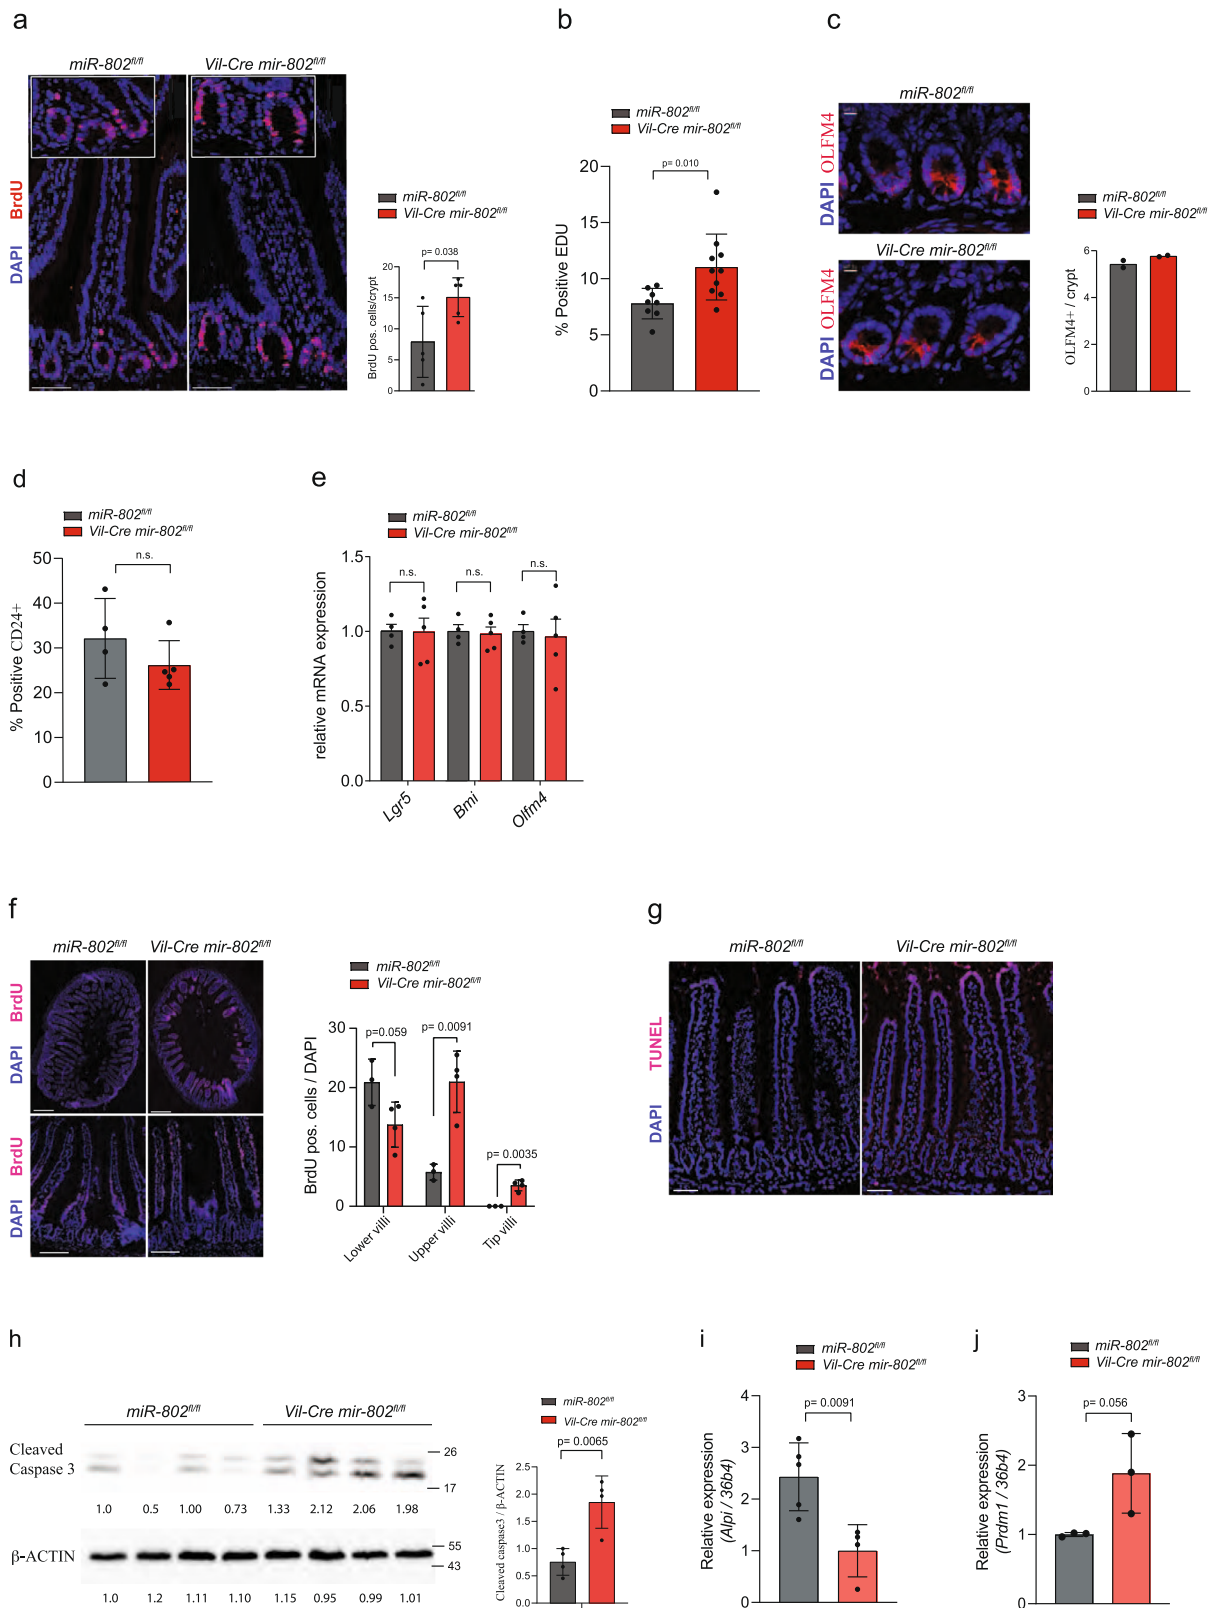 a
miR-802fl/fl
Vil-Cre mir-802fl/fl
DAPI BrdU
miR-802fl/fl
Vil-Cre mir-802fl/fl
p= 0.038
BrdU pos. cells/crypt
20
15
10
5
0
b
miR-802fl/fl
Vil-Cre mir-802fl/fl
p= 0.010
% Positive EDU
20
15
10
5
0
c
miR-802fl/fl
DAPI OLFM4
Vil-Cre mir-802fl/fl
DAPI OLFM4
miR-802fl/fl
Vil-Cre mir-802fl/fl
OLFM4+ / crypt
6
4
2
0
d
miR-802fl/fl
Vil-Cre mir-802fl/fl
n.s.
% Positive CD24+
50
40
30
20
10
0
e
miR-802fl/fl
Vil-Cre mir-802fl/fl
relative mRNA expression
1.5
1.0
0.5
0.0
n.s.
n.s.
n.s.
Lgr5
Bmi
Olfm4
f
miR-802fl/fl
Vil-Cre mir-802fl/fl
DAPI BrdU
DAPI BrdU
miR-802fl/fl
Vil-Cre mir-802fl/fl
BrdU pos. cells / DAPI
30
20
10
0
p=0.059
p= 0.0091
p= 0.0035
Lower villi
Upper villi
Tip villi
g
miR-802fl/fl
Vil-Cre mir-802fl/fl
DAPI TUNEL
h
miR-802fl/fl
Vil-Cre mir-802fl/fl
Cleaved
Caspase 3
26
17
1.0 0.5 1.00 0.73 1.33 2.12 2.06 1.98
β-ACTIN
55
43
1.0 1.2 1.11 1.10 1.15 0.95 0.99 1.01
miR-802fl/fl
Vil-Cre mir-802fl/fl
p= 0.0065
Cleaved caspase3 / β-ACTIN
2.5
2.0
1.5
1.0
0.5
0.0
i
miR-802fl/fl
Vil-Cre mir-802fl/fl
p= 0.0091
Relative expression
(Alpi / 36b4)
4
3
2
1
0
j
miR-802fl/fl
Vil-Cre mir-802fl/fl
p= 0.056
Relative expression
(Prdm1 / 36b4)
3
2
1
0